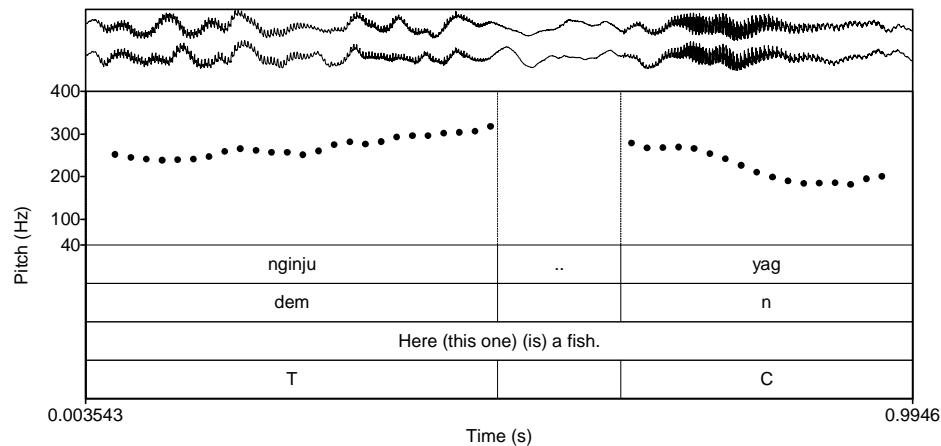 400
300
200
100
40
Pitch (Hz)
nginju .. yag
dem n
Here (this one) (is) a fish.
T C
0.003543 0.9946
Time (s)